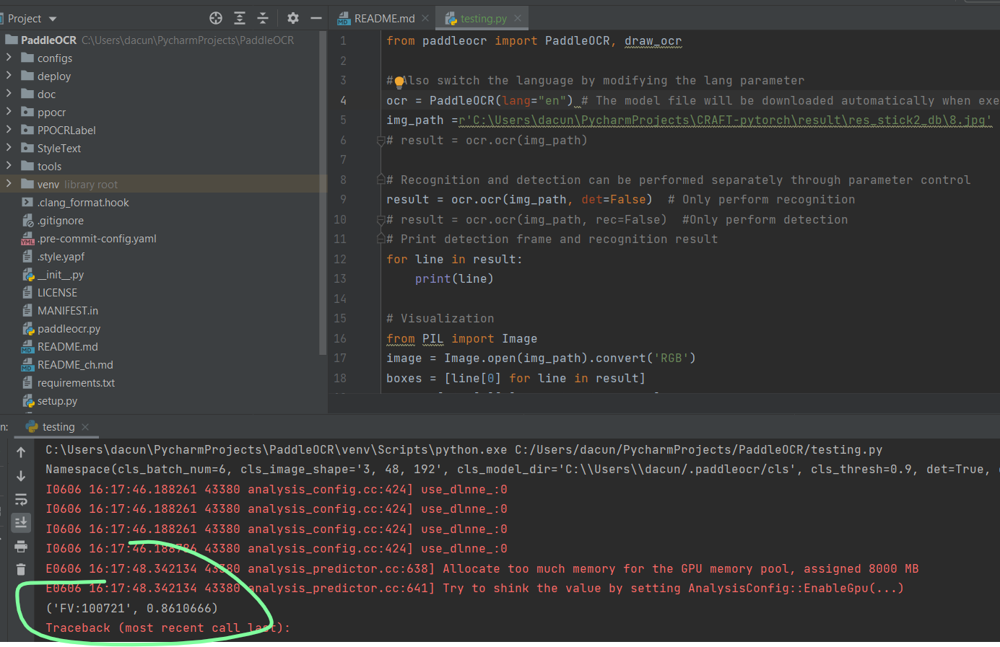 Project
README.md
testing.py
PaddleOCR C:\Users\dacun\PycharmProjects\PaddleOCR
configs
deploy
doc
ppocr
PPOCRLabel
StyleText
tools
venv library root
.clang_format.hook
.gitignore
.pre-commit-config.yaml
.style.yapf
__init__.py
LICENSE
MANIFEST.in
paddleocr.py
README.md
README_ch.md
requirements.txt
setup.py
1 from paddleocr import PaddleOCR, draw_ocr
2
3 # Also switch the language by modifying the lang parameter
4 ocr = PaddleOCR(lang="en") # The model file will be downloaded automatically when exe
5 img_path =r'C:\Users\dacun\PycharmProjects\CRAFT-pytorch\result\res_stick2_db\8.jpg'
6 # result = ocr.ocr(img_path)
7
8 # Recognition and detection can be performed separately through parameter control
9 result = ocr.ocr(img_path, det=False)  # Only perform recognition
10 # result = ocr.ocr(img_path, rec=False)  #Only perform detection
11 # Print detection frame and recognition result
12 for line in result:
13     print(line)
14
15 # Visualization
16 from PIL import Image
17 image = Image.open(img_path).convert('RGB')
18 boxes = [line[0] for line in result]
n: testing
C:\Users\dacun\PycharmProjects\PaddleOCR\venv\Scripts\python.exe C:/Users/dacun/PycharmProjects/PaddleOCR/testing.py
Namespace(cls_batch_num=6, cls_image_shape='3, 48, 192', cls_model_dir='C:\\Users\\dacun/.paddleocr/cls', cls_thresh=0.9, det=True,
I0606 16:17:46.188261 43380 analysis_config.cc:424] use_dlnne_:0
I0606 16:17:46.188261 43380 analysis_config.cc:424] use_dlnne_:0
I0606 16:17:46.188261 43380 analysis_config.cc:424] use_dlnne_:0
I0606 16:17:46.188786 43380 analysis_config.cc:424] use_dlnne_:0
E0606 16:17:48.342134 43380 analysis_predictor.cc:638] Allocate too much memory for the GPU memory pool, assigned 8000 MB
E0606 16:17:48.342134 43380 analysis_predictor.cc:641] Try to shink the value by setting AnalysisConfig::EnableGpu(...)
('FV:100721', 0.8610666)
Traceback (most recent call last):